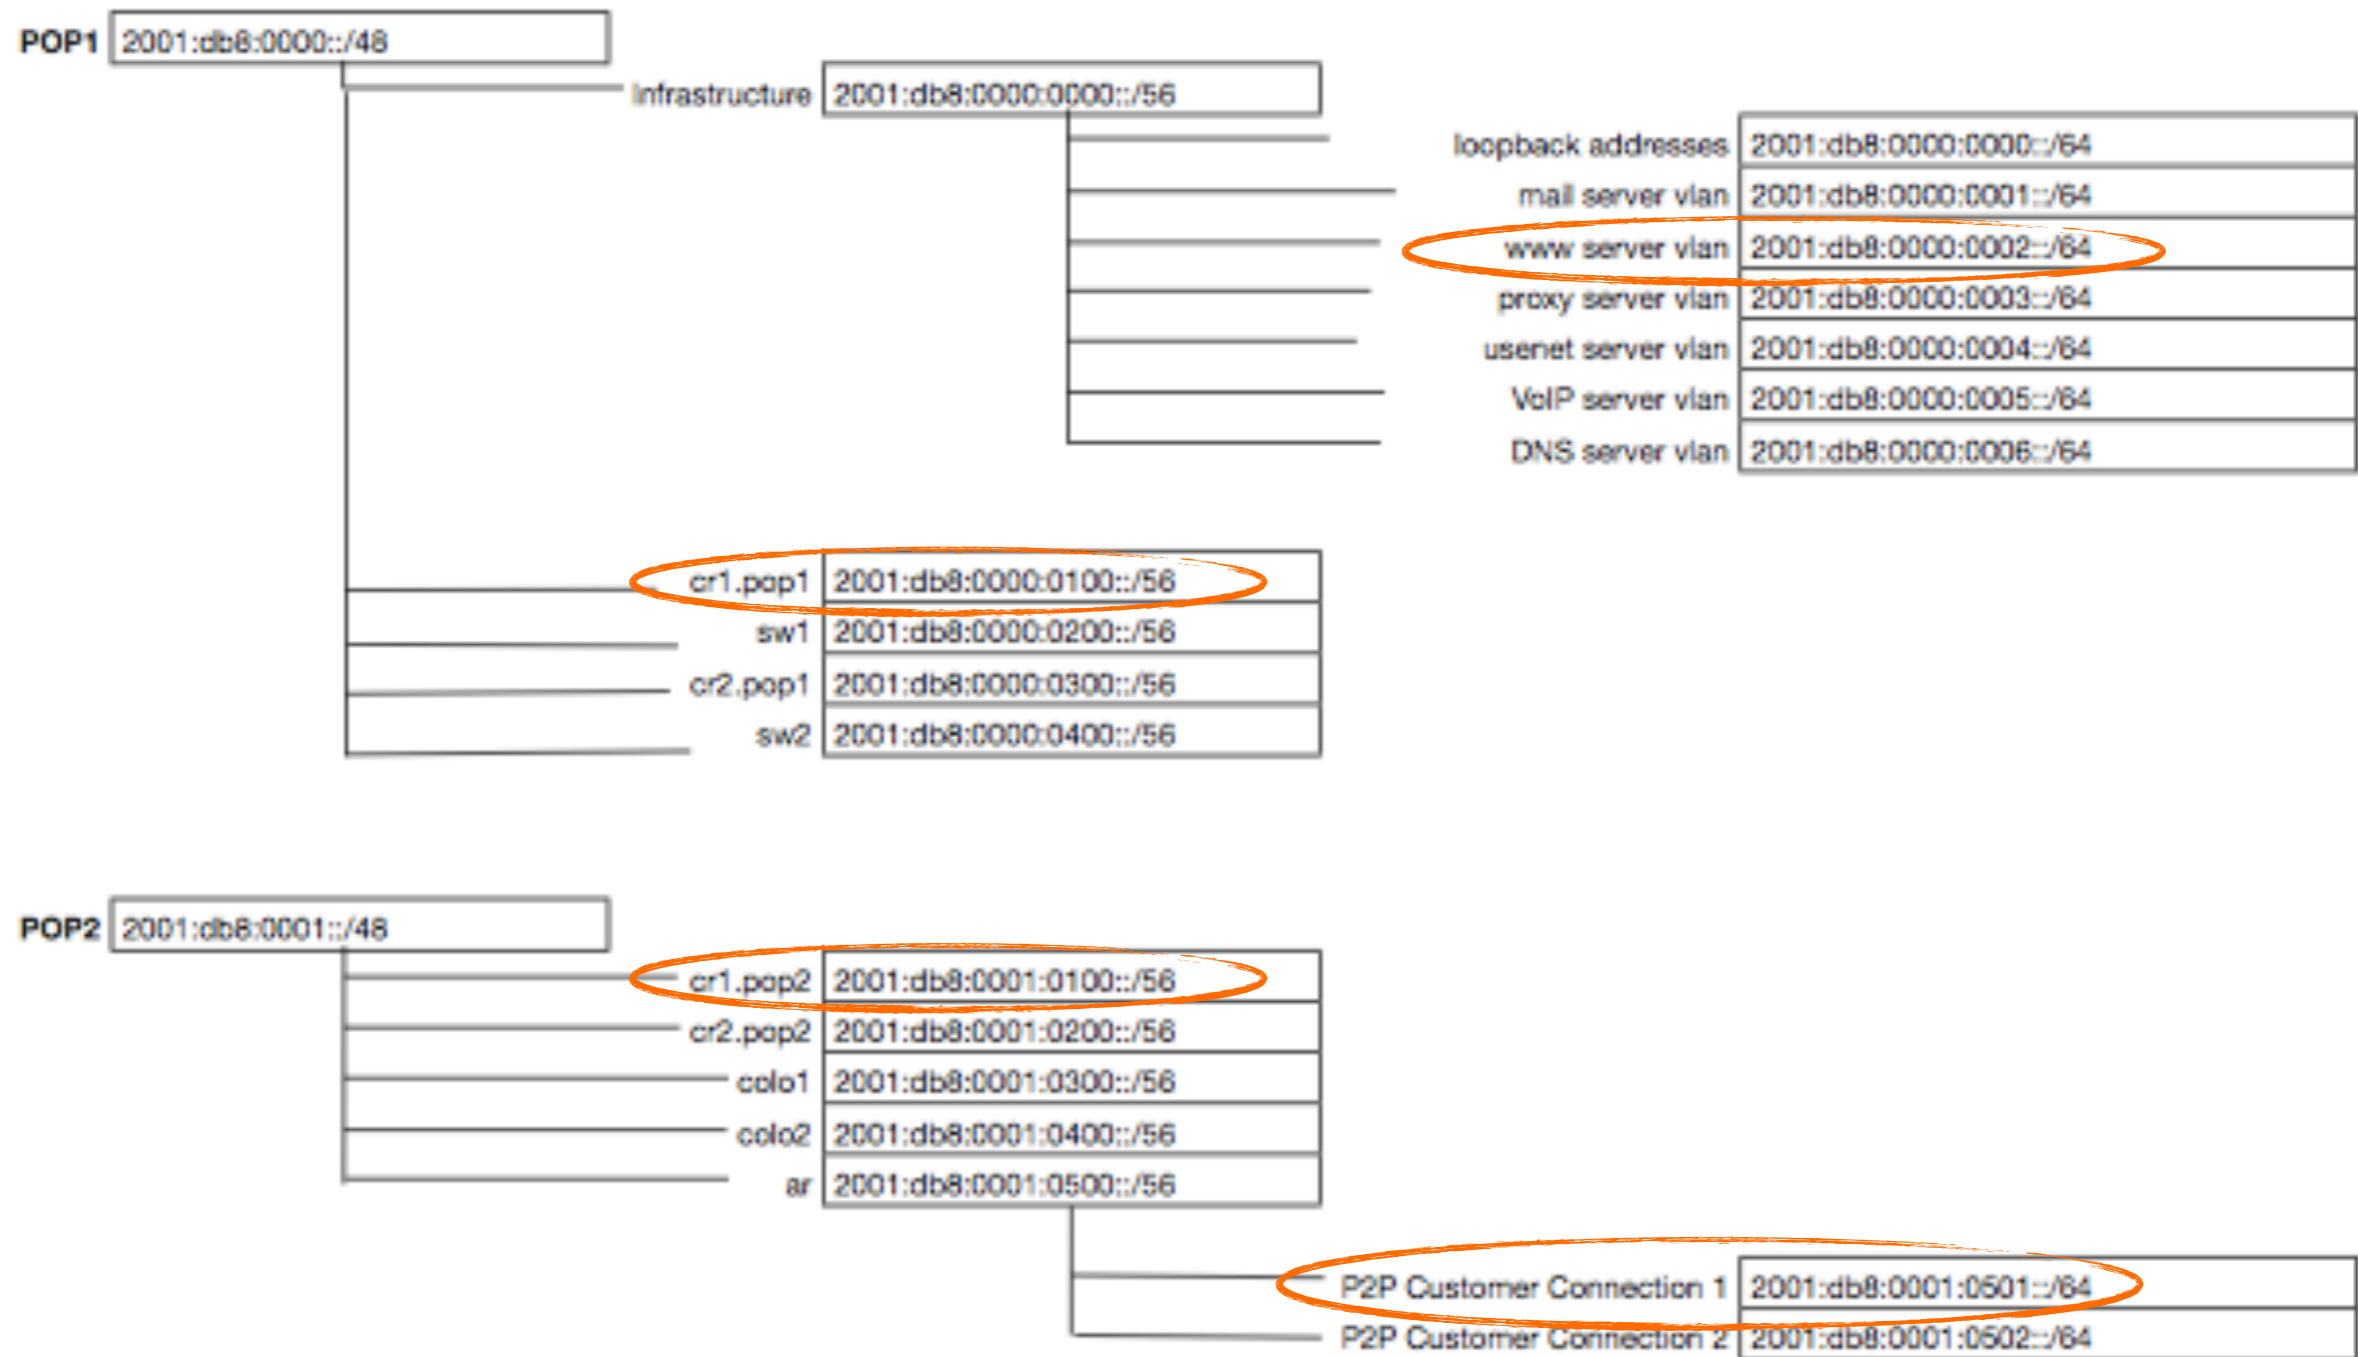 POP1 2001:db8:0000::/48
Infrastructure 2001:db8:0000:0000::/56
loopback addresses 2001:db8:0000:0000::/64
mail server vlan 2001:db8:0000:0001::/64
www server vlan 2001:db8:0000:0002::/64
proxy server vlan 2001:db8:0000:0003::/64
usenet server vlan 2001:db8:0000:0004::/64
VoIP server vlan 2001:db8:0000:0005::/64
DNS server vlan 2001:db8:0000:0006::/64
cr1.pop1 2001:db8:0000:0100::/56
sw1 2001:db8:0000:0200::/56
cr2.pop1 2001:db8:0000:0300::/56
sw2 2001:db8:0000:0400::/56
POP2 2001:db8:0001::/48
cr1.pop2 2001:db8:0001:0100::/56
cr2.pop2 2001:db8:0001:0200::/56
colo1 2001:db8:0001:0300::/56
colo2 2001:db8:0001:0400::/56
ar 2001:db8:0001:0500::/56
P2P Customer Connection 1 2001:db8:0001:0501::/64
P2P Customer Connection 2 2001:db8:0001:0502::/64